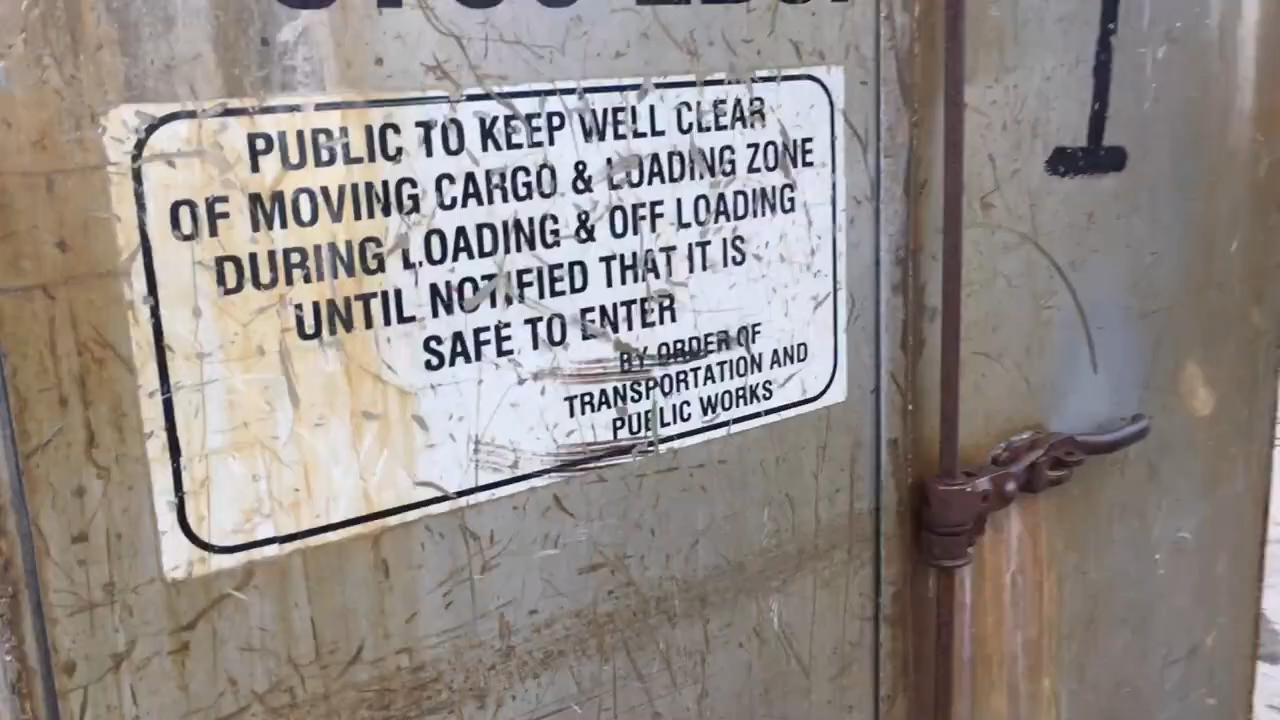 PUBLIC TO KEEP WELL CLEAR
OF MOVING CARGO & LOADING ZONE
DURING LOADING & OFF LOADING
UNTIL NOTIFIED THAT IT IS
SAFE TO ENTER
BY ORDER OF
TRANSPORTATION AND
PUBLIC WORKS